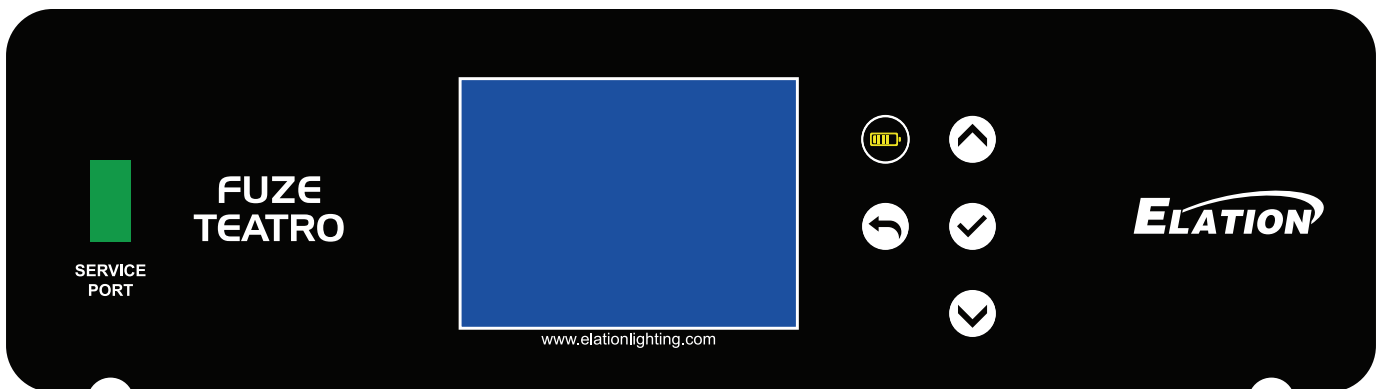 FUZE
TEATRO
SERVICE
PORT
www.elationlighting.com
ELATION